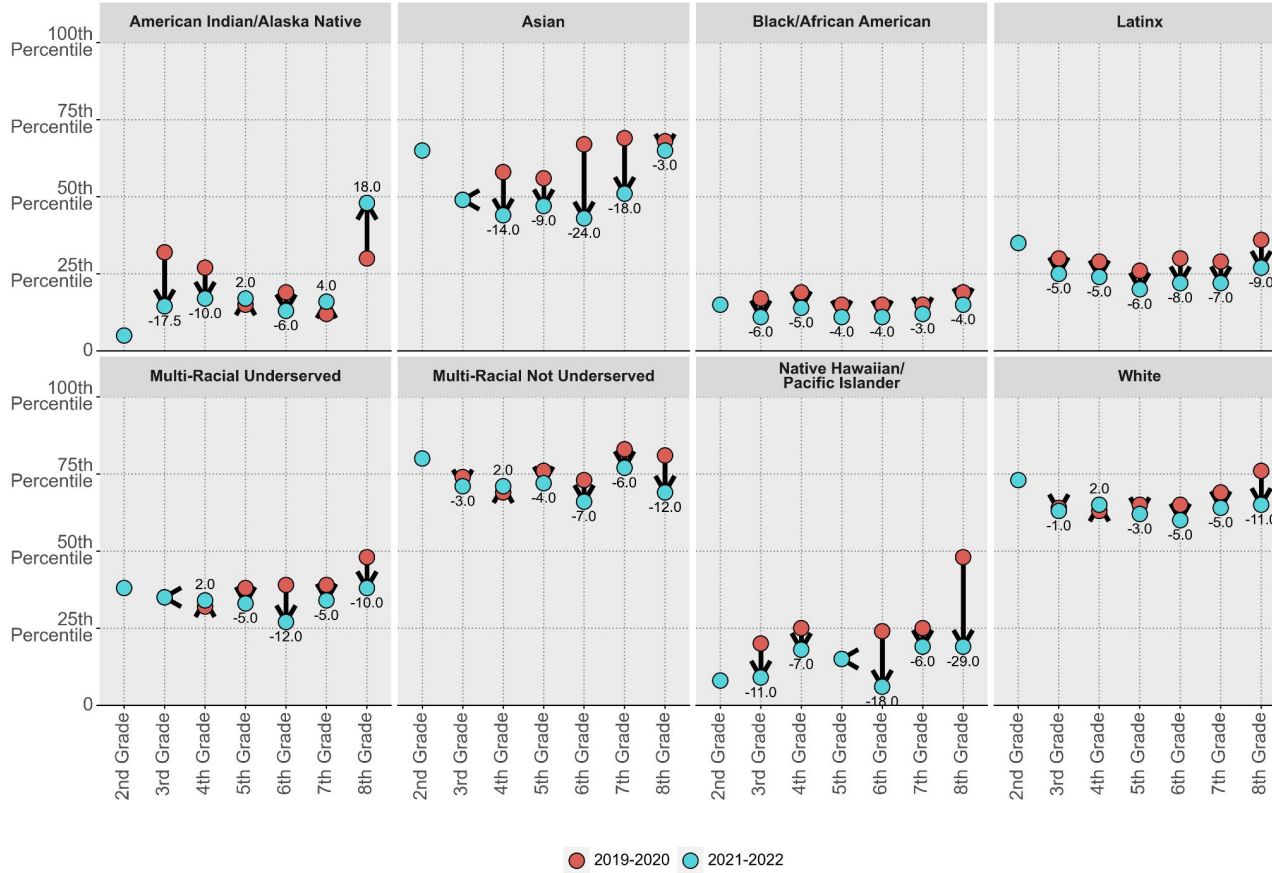 American Indian/Alaska Native
Asian
Black/African American
Latinx
100th
Percentile
75th
Percentile
50th
Percentile
25th
Percentile
0
-17.5
-10.0
2.0
-6.0
4.0
18.0
-14.0
-9.0
-24.0
-18.0
-3.0
-6.0
-5.0
-4.0
-4.0
-3.0
-4.0
-5.0
-5.0
-6.0
-8.0
-7.0
-9.0
Multi-Racial Underserved
Multi-Racial Not Underserved
Native Hawaiian/
Pacific Islander
White
100th
Percentile
75th
Percentile
50th
Percentile
25th
Percentile
0
2.0
-5.0
-12.0
-5.0
-10.0
-3.0
2.0
-4.0
-7.0
-6.0
-12.0
-11.0
-7.0
-18.0
-6.0
-29.0
-1.0
2.0
-3.0
-5.0
-5.0
-11.0
2nd Grade
3rd Grade
4th Grade
5th Grade
6th Grade
7th Grade
8th Grade
2nd Grade
3rd Grade
4th Grade
5th Grade
6th Grade
7th Grade
8th Grade
2nd Grade
3rd Grade
4th Grade
5th Grade
6th Grade
7th Grade
8th Grade
2nd Grade
3rd Grade
4th Grade
5th Grade
6th Grade
7th Grade
8th Grade
2019-2020
2021-2022